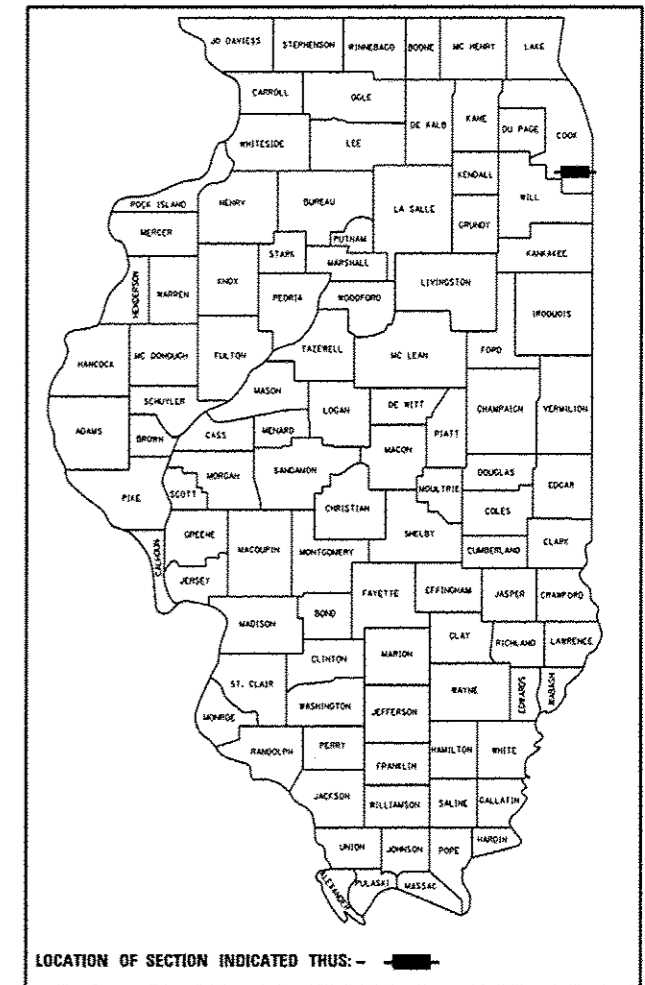 JO DAVIESS STEPHENSON WINNEBAGO BOONE MC HENRY LAKE
CARROLL OGLE DE KALB KANE DU PAGE COOK
WHITESIDE LEE KENDALL WILL
ROCK ISLAND HENRY BUREAU LA SALLE GRUNDY
MERCER PUTNAM KANKAKEE
HENDERSON WARREN KNOX STARK MARSHALL LIVINGSTON
PEORIA WOODFORD IROQUOIS
HANCOCK MC DONOUGH FULTON TAZEWELL MC LEAN FORD
SCHUYLER MASON LOGAN DE WITT CHAMPAIGN VERMILION
ADAMS BROWN CASS MENARD MACON PIATT
PIKE SCOTT MORGAN SANGAMON MOULTRIE DOUGLAS EDGAR
CHRISTIAN COLES
CALHOUN GREENE MACOUPIN MONTGOMERY SHELBY CUMBERLAND CLARK
JERSEY FAYETTE EFFINGHAM JASPER CRAWFORD
MADISON BOND CLAY RICHLAND LAWRENCE
CLINTON MARION
ST. CLAIR WASHINGTON JEFFERSON WAYNE EDWARDS WABASH
MONROE
RANDOLPH PERRY HAMILTON WHITE
FRANKLIN
JACKSON WILLIAMSON SALINE GALLATIN
UNION JOHNSON POPE HARDIN
ALEXANDER PULASKI MASSAC
LOCATION OF SECTION INDICATED THUS: -